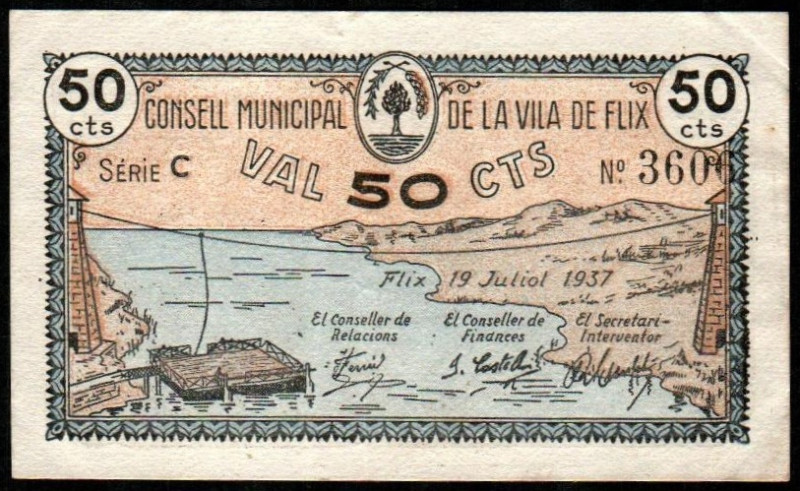 50 cts
50 cts
CONSELL MUNICIPAL DE LA VILA DE FLIX
SÉRIE C
VAL 50 CTS
Nº 3606
Flix 19 Juliol 1937
El Conseller de Relacions
El Conseller de Finances
El Secretari-Interventor